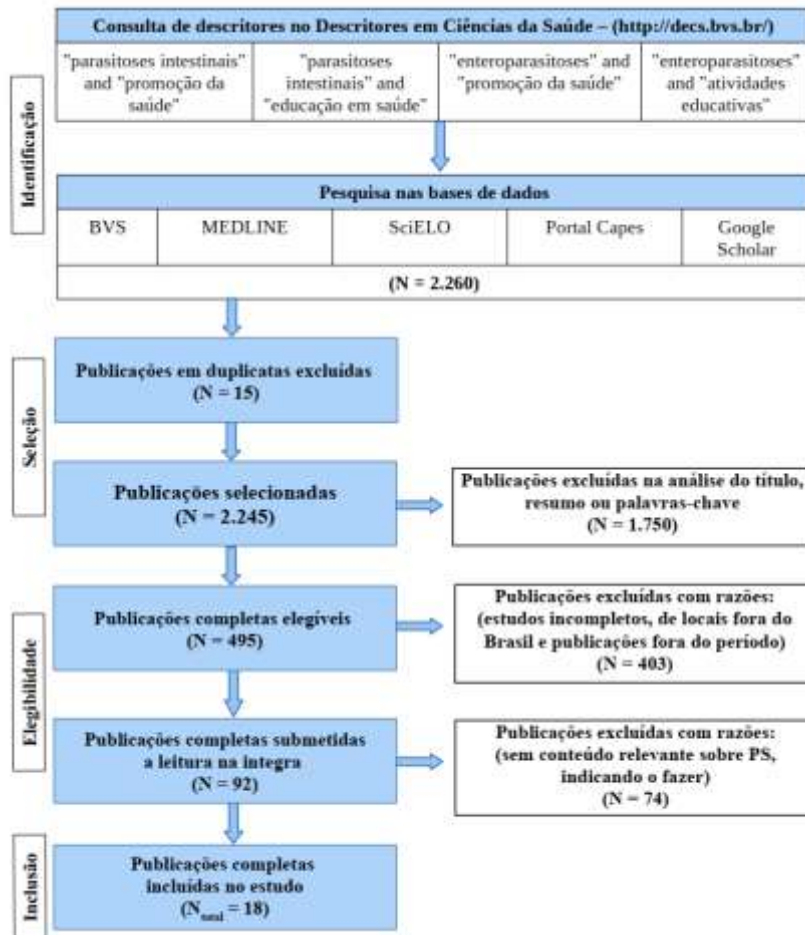 Consulta de descritores no Descritores em Ciências da Saúde – (http://decs.bvs.br/)
"parasitoses intestinais"
and "promoção da
saúde"
"parasitoses
intestinais" and
"educação em saúde"
"enteroparasitoses" and
"promoção da saúde"
"enteroparasitoses"
and "atividades
educativas"
Identificação
Pesquisa nas bases de dados
BVS
MEDLINE
SciELO
Portal Capes
Google
Scholar
(N = 2.260)
Seleção
Publicações em duplicatas excluídas
(N = 15)
Publicações selecionadas
(N = 2.245)
Publicações excluídas na análise do título,
resumo ou palavras-chave
(N = 1.750)
Elegibilidade
Publicações completas elegíveis
(N = 495)
Publicações excluídas com razões:
(estudos incompletos, de locais fora do
Brasil e publicações fora do período)
(N = 403)
Publicações completas submetidas
a leitura na integra
(N = 92)
Publicações excluídas com razões:
(sem conteúdo relevante sobre PS,
indicando o fazer)
(N = 74)
Inclusão
Publicações completas
incluídas no estudo
(N = 18)